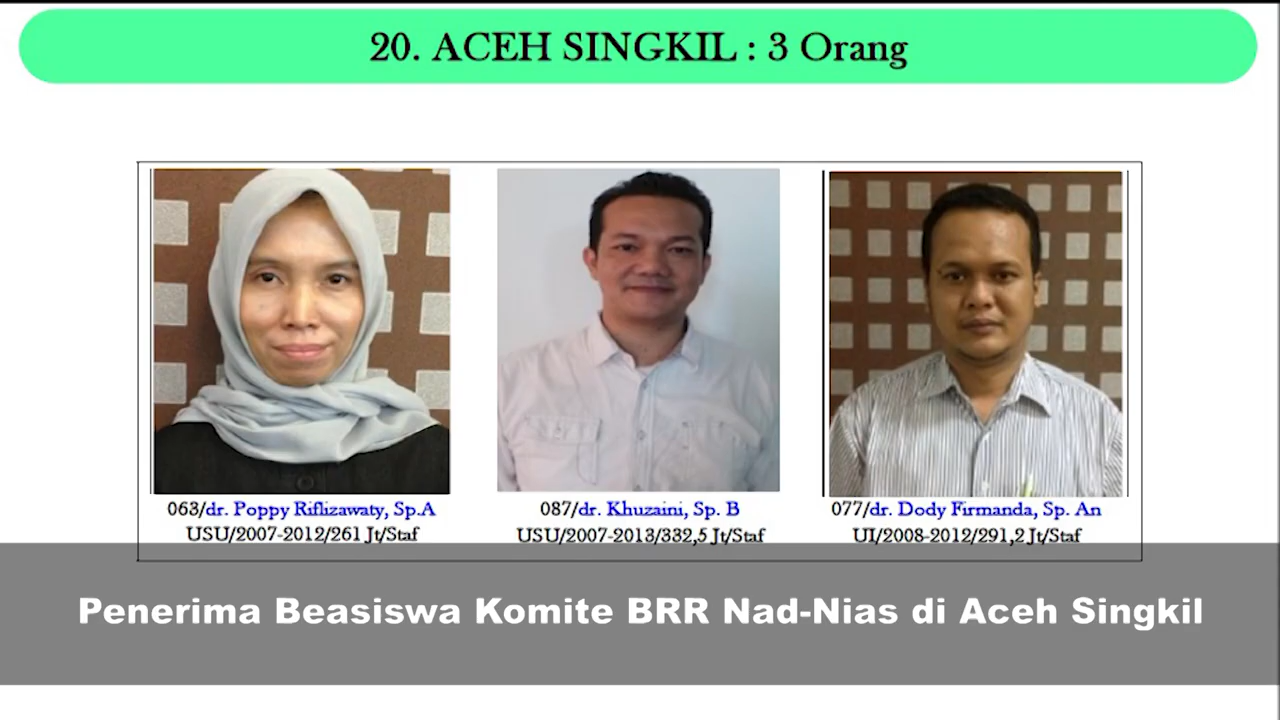 20. ACEH SINGKIL : 3 Orang
063/dr. Poppy Riflizawaty, Sp.A
USU/2007-2012/261 Jt/Staf
087/dr. Khuzaini, Sp. B
USU/2007-2013/332,5 Jt/Staf
077/dr. Dody Firmanda, Sp. An
UI/2008-2012/291,2 Jt/Staf
Penerima Beasiswa Komite BRR Nad-Nias di Aceh Singkil